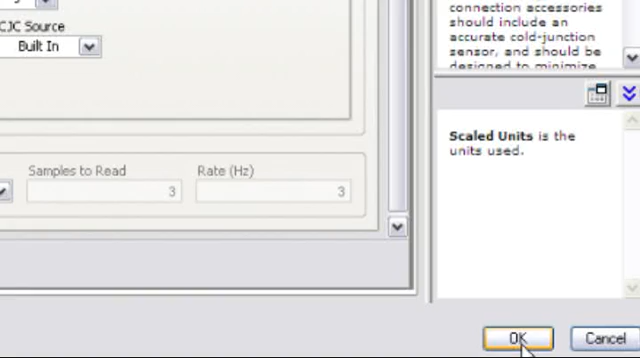 CJC Source
Built In
Samples to Read
Rate (Hz)
3
3
connection accessories
should include an
accurate cold-junction
sensor, and should be
designed to minimize
Scaled Units is the
units used.
OK
Cancel